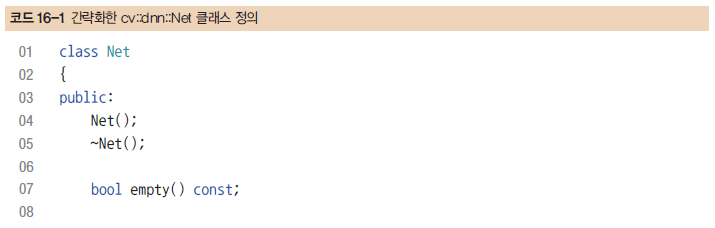 코드 16-1 간략화한 cv::dnn::Net 클래스 정의
01 class Net
02 {
03 public:
04 Net();
05 ~Net();
06
07 bool empty() const;
08